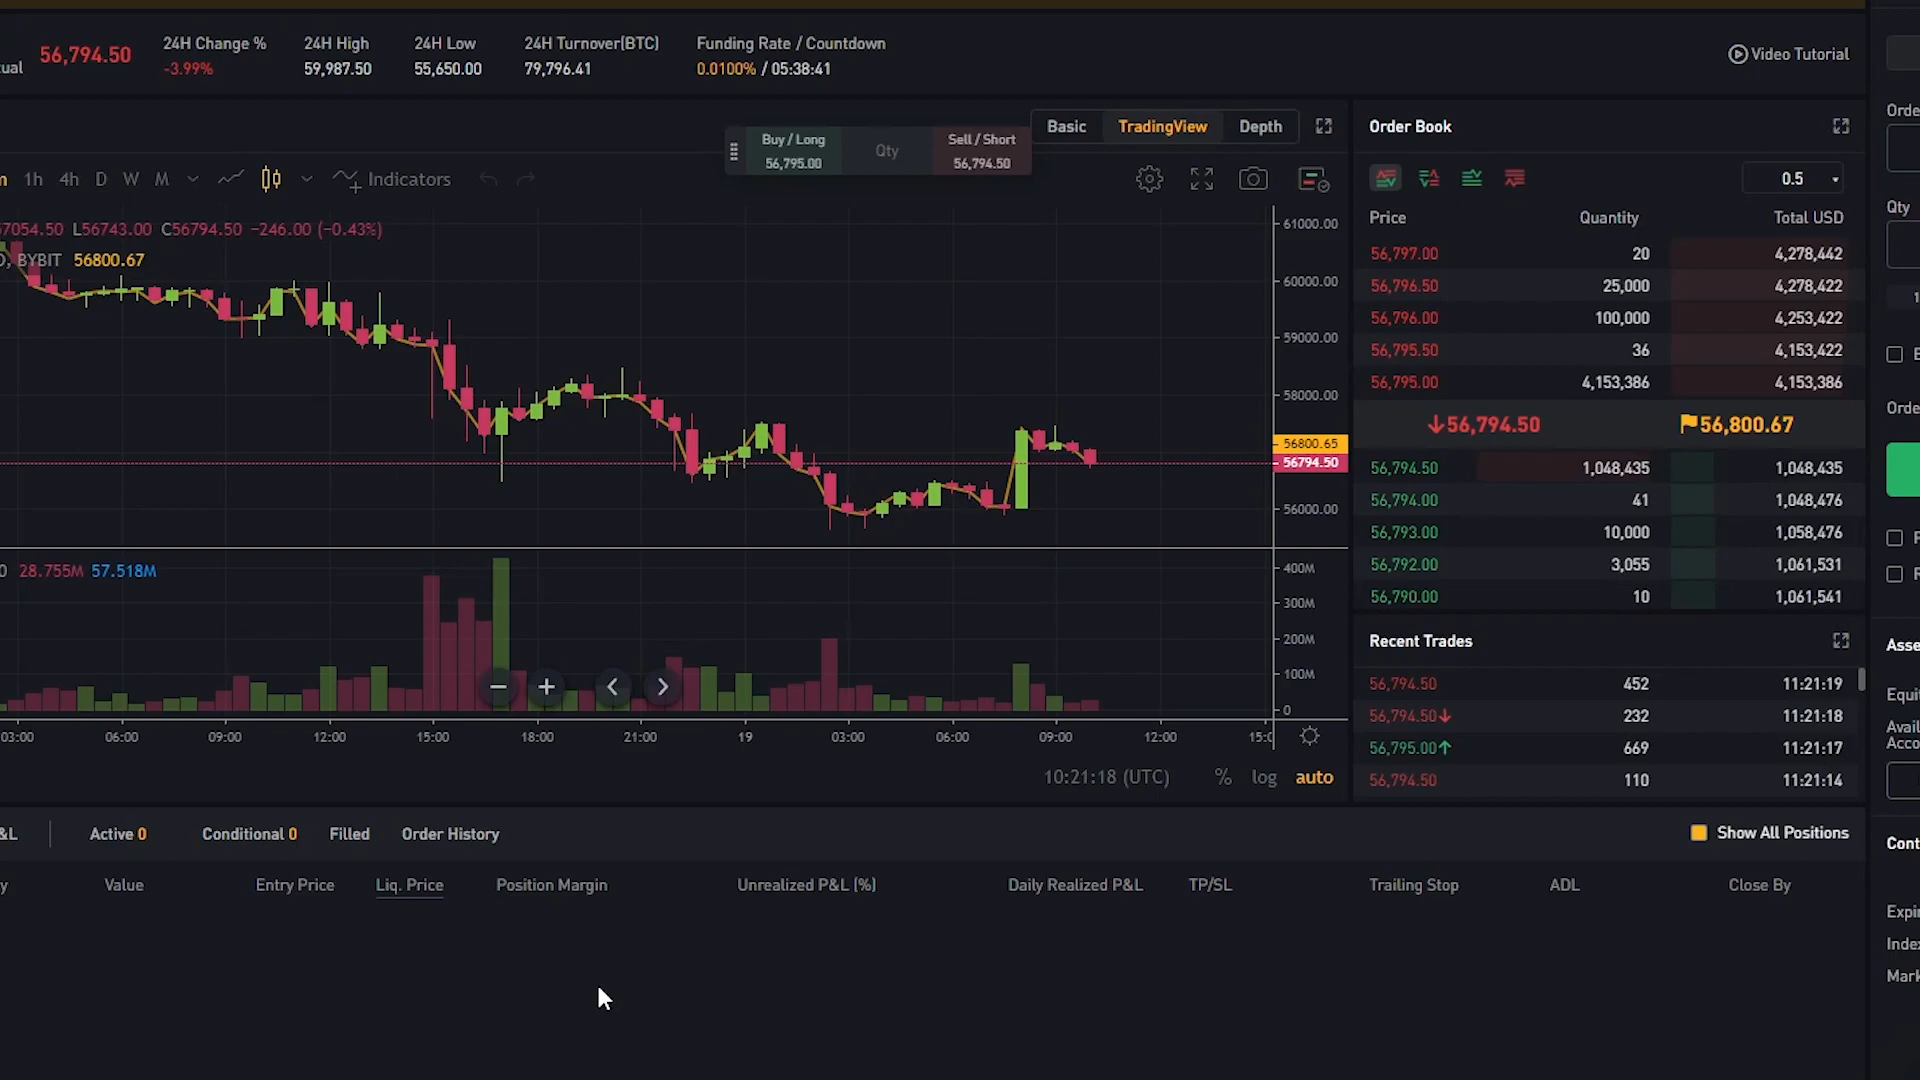 56,794.50
24H Change %
24H High
24H Low
24H Turnover(BTC)
Funding Rate / Countdown
-3.99%
59,987.50
55,650.00
79,796.41
0.0100% / 05:38:41
Video Tutorial
Buy / Long
56,795.00
Qty
Sell / Short
56,794.50
Basic
TradingView
Depth
1h 4h D W M
Indicators
57054.50 L56743.00 C56794.50 −246.00 (−0.43%)
BYBIT 56800.67
61000.00
60000.00
59000.00
58000.00
56800.65
56794.50
56000.00
0 28.755M 57.518M
400M
300M
200M
100M
0
03:00 06:00 09:00 12:00 15:00 18:00 21:00 19 03:00 06:00 09:00 12:00
10:21:18 (UTC)
% log auto
Order Book
0.5
Price Quantity Total USD
56,797.00 20 4,278,442
56,796.50 25,000 4,278,422
56,796.00 100,000 4,253,422
56,795.50 36 4,153,422
56,795.00 4,153,386 4,153,386
↓56,794.50 56,800.67
56,794.50 1,048,435 1,048,435
56,794.00 41 1,048,476
56,793.00 10,000 1,058,476
56,792.00 3,055 1,061,531
56,790.00 10 1,061,541
Recent Trades
56,794.50 452 11:21:19
56,794.50↓ 232 11:21:18
56,795.00↑ 669 11:21:17
56,794.50 110 11:21:14
&L
Active 0
Conditional 0
Filled
Order History
Show All Positions
Value
Entry Price
Liq. Price
Position Margin
Unrealized P&L (%)
Daily Realized P&L
TP/SL
Trailing Stop
ADL
Close By
Qty